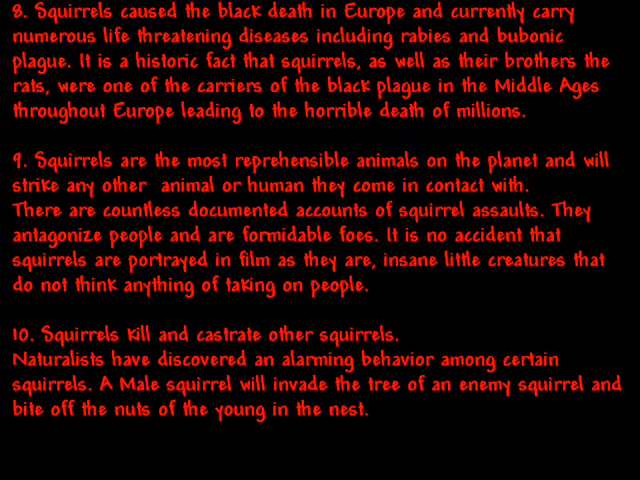 8. Squirrels caused the black death in Europe and currently carry
numerous life threatening diseases including rabies and bubonic
plague. It is a historic fact that squirrels, as well as their brothers the
rats, were one of the carriers of the black plague in the Middle Ages
throughout Europe leading to the horrible death of millions.
9. Squirrels are the most reprehensible animals on the planet and will
strike any other animal or human they come in contact with.
There are countless documented accounts of squirrel assaults. They
antagonize people and are formidable foes. It is no accident that
squirrels are portrayed in film as they are, insane little creatures that
do not think anything of taking on people.
10. Squirrels kill and castrate other squirrels.
Naturalists have discovered an alarming behavior among certain
squirrels. A Male squirrel will invade the tree of an enemy squirrel and
bite off the nuts of the young in the nest.